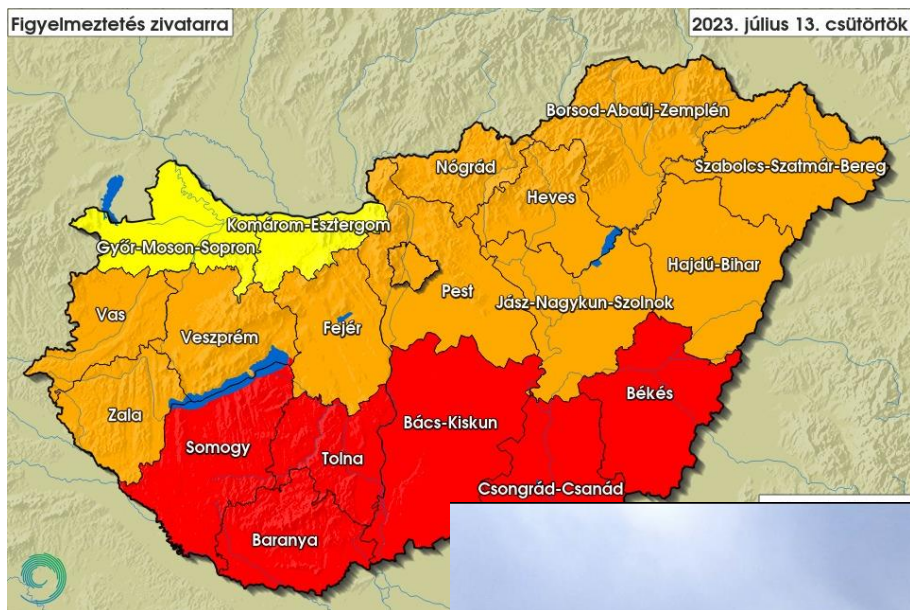 Figyelmeztetés zivatarra
2023. július 13. csütörtök
Borsod-Abaúj-Zemplén
Szabolcs-Szatmár-Bereg
Nógrád
Heves
Komárom-Esztergom
Győr-Moson-Sopron
Hajdú-Bihar
Pest
Jász-Nagykun-Szolnok
Vas
Veszprém
Fejér
Békés
Zala
Bács-Kiskun
Somogy
Tolna
Csongrád-Csanád
Baranya